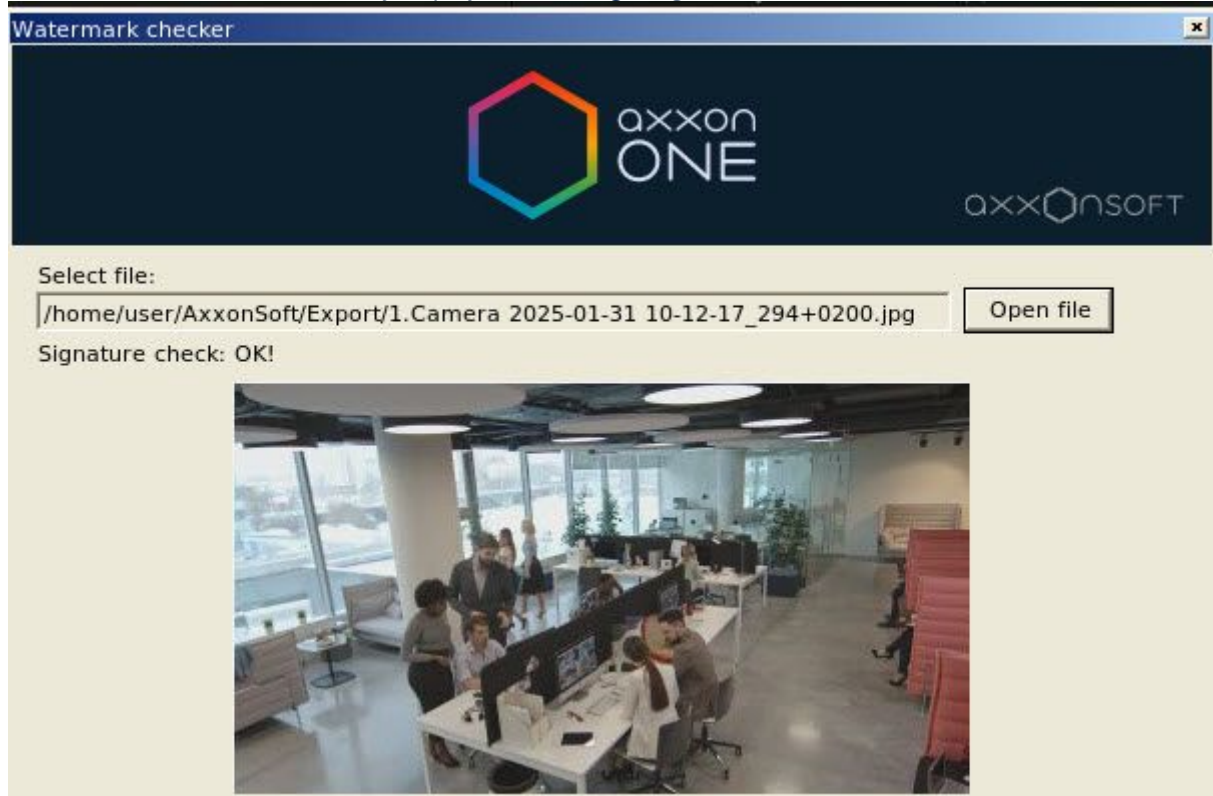 Watermark checker
axxon
ONE
axxonsoft
Select file:
/home/user/AxxonSoft/Export/1.Camera 2025-01-31 10-12-17_294+0200.jpg
Open file
Signature check: OK!